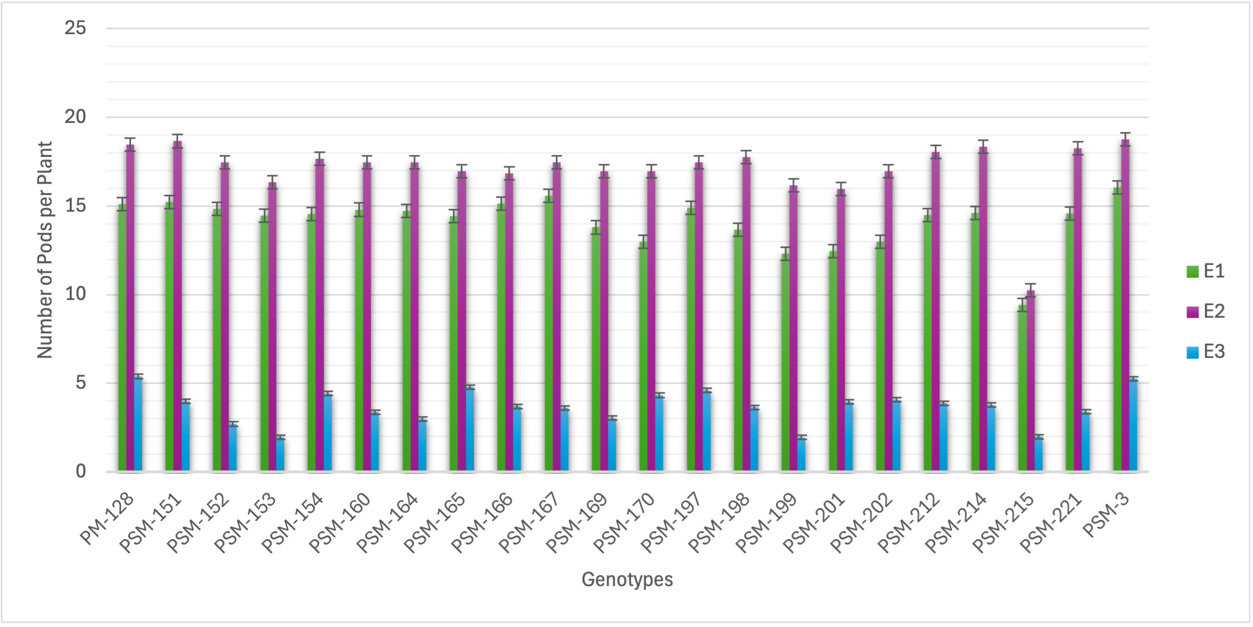 25
20
15
10
5
0
Number of Pods per Plant
PM-128
PSM-151
PSM-152
PSM-153
PSM-154
PSM-160
PSM-164
PSM-165
PSM-166
PSM-167
PSM-169
PSM-170
PSM-197
PSM-198
PSM-199
PSM-201
PSM-202
PSM-212
PSM-214
PSM-215
PSM-221
PSM-3
Genotypes
E1
E2
E3